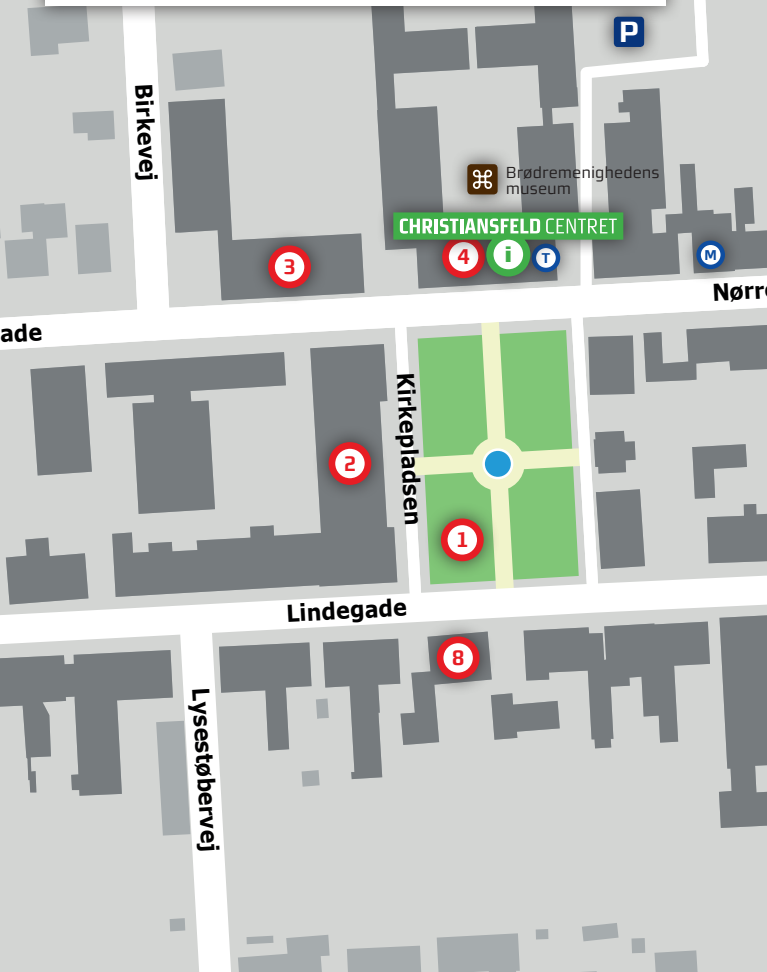 P
Birkevej
Brødremenighedens
museum
CHRISTIANSFELD CENTRET
3
4
i
T
M
Nørre
ade
Kirkepladsen
2
1
Lindegade
8
Lysestøbervej